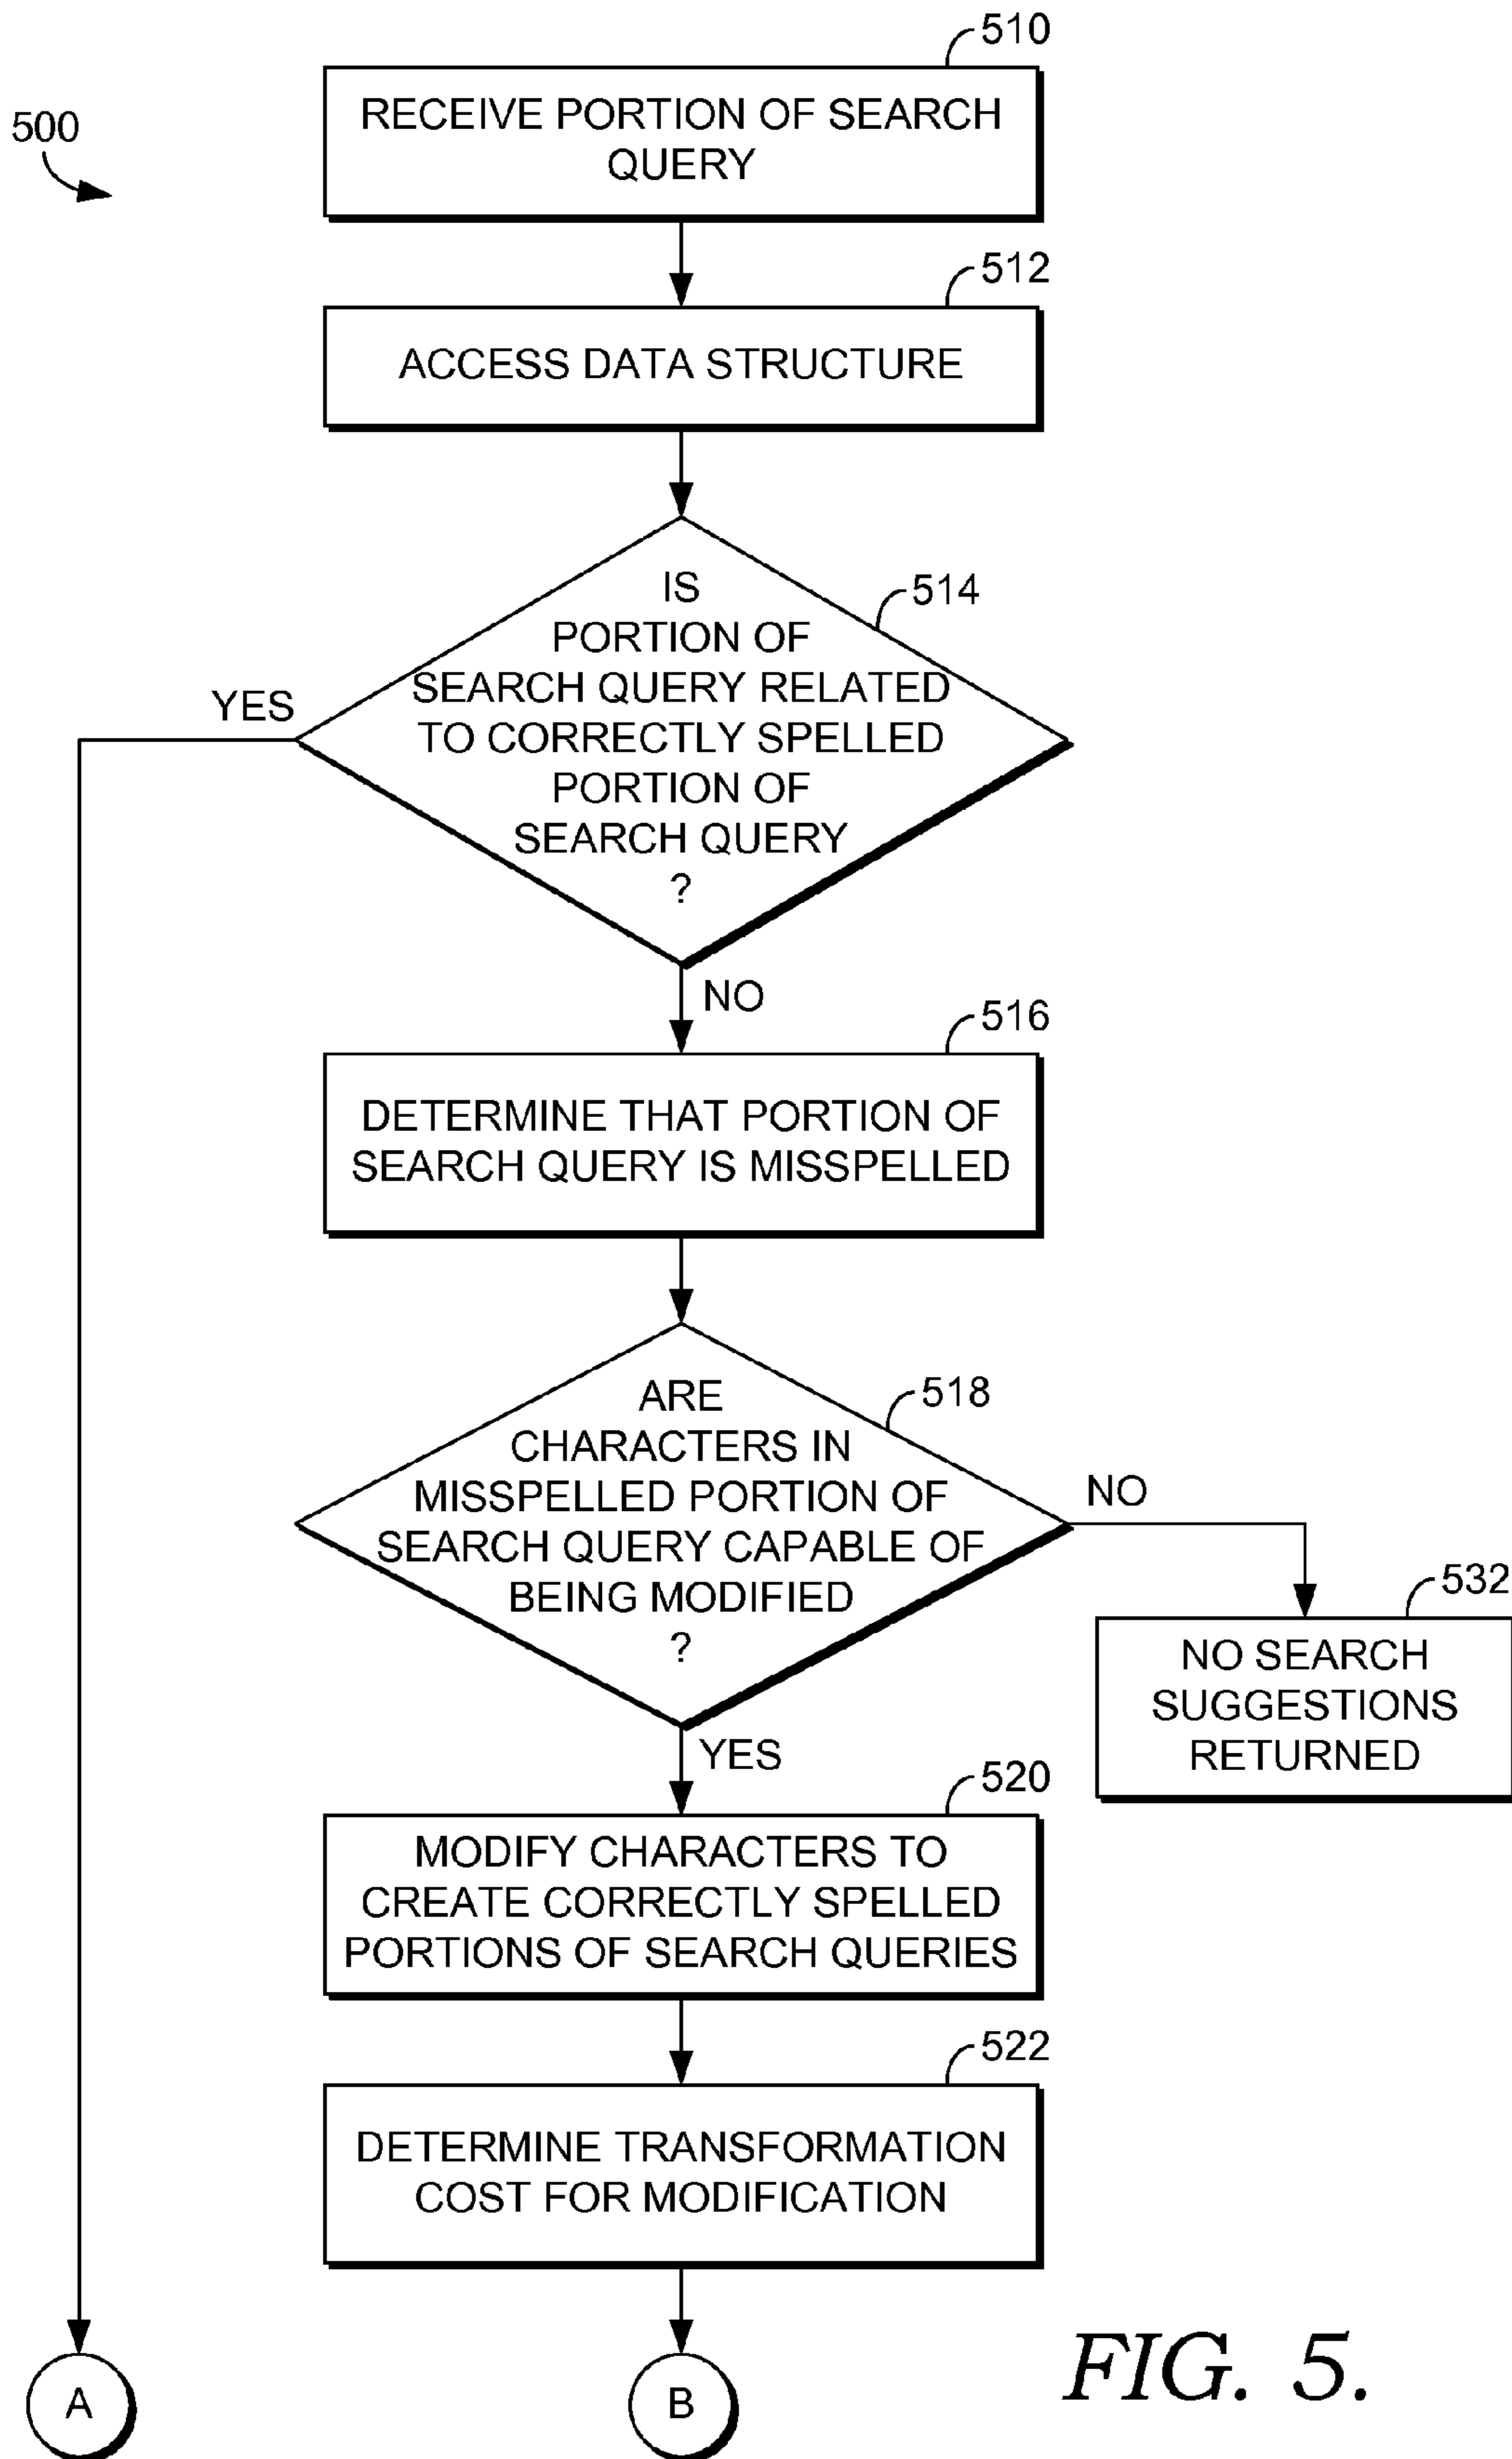 500
510
RECEIVE PORTION OF SEARCH
QUERY
512
ACCESS DATA STRUCTURE
514
IS
PORTION OF
SEARCH QUERY RELATED
TO CORRECTLY SPELLED
PORTION OF
SEARCH QUERY
?
YES
NO
516
DETERMINE THAT PORTION OF
SEARCH QUERY IS MISSPELLED
518
ARE
CHARACTERS IN
MISSPELLED PORTION OF
SEARCH QUERY CAPABLE OF
BEING MODIFIED
?
NO
532
NO SEARCH
SUGGESTIONS
RETURNED
YES
520
MODIFY CHARACTERS TO
CREATE CORRECTLY SPELLED
PORTIONS OF SEARCH QUERIES
522
DETERMINE TRANSFORMATION
COST FOR MODIFICATION
A
B
FIG. 5.